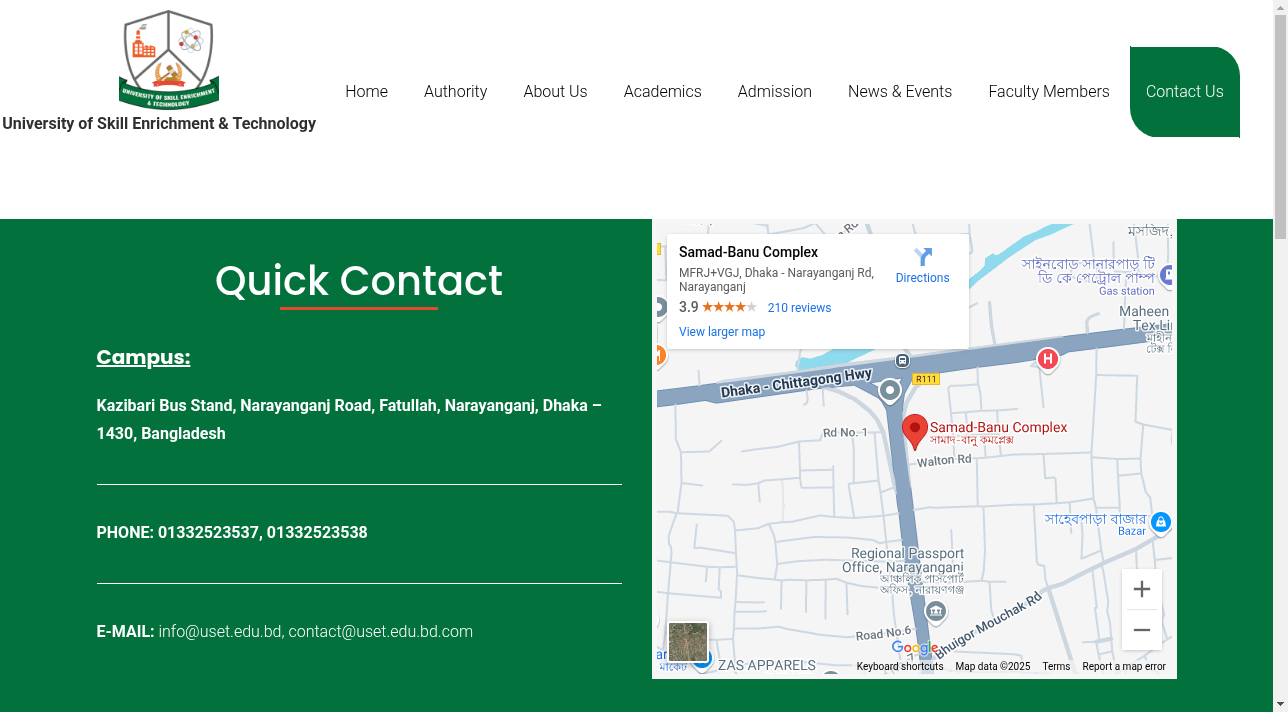 UNIVERSITY OF SKILL ENRICHMENT
& TECHNOLOGY
University of Skill Enrichment & Technology
Home
Authority
About Us
Academics
Admission
News & Events
Faculty Members
Contact Us
Quick Contact
Campus:
Kazibari Bus Stand, Narayanganj Road, Fatullah, Narayanganj, Dhaka –
1430, Bangladesh
PHONE: 01332523537, 01332523538
E-MAIL: info@uset.edu.bd, contact@uset.edu.bd.com
Samad-Banu Complex
MFRJ+VGJ, Dhaka - Narayanganj Rd,
Narayanganj
3.9
210 reviews
View larger map
Directions
মসজিদ,
সাইনবোড সানারপাড় টি
ডি কে পেট্রোল পাম্প
Gas station
Maheen
Dhaka - Chittagong Hwy
R111
Rd No. 1
Samad-Banu Complex
সামাদ-বানু কমপ্লেক্স
Walton Rd
সাহেবপাড়া বাজার
Bazar
Regional Passport
Office, Narayanganj
আঞ্চলিক পাসপোর্ট
অফিস, নারায়ণগঞ্জ
Bhuigor Mouchak Rd
Road No.6
Google
ZAS APPARELS
Keyboard shortcuts
Map data ©2025
Terms
Report a map error